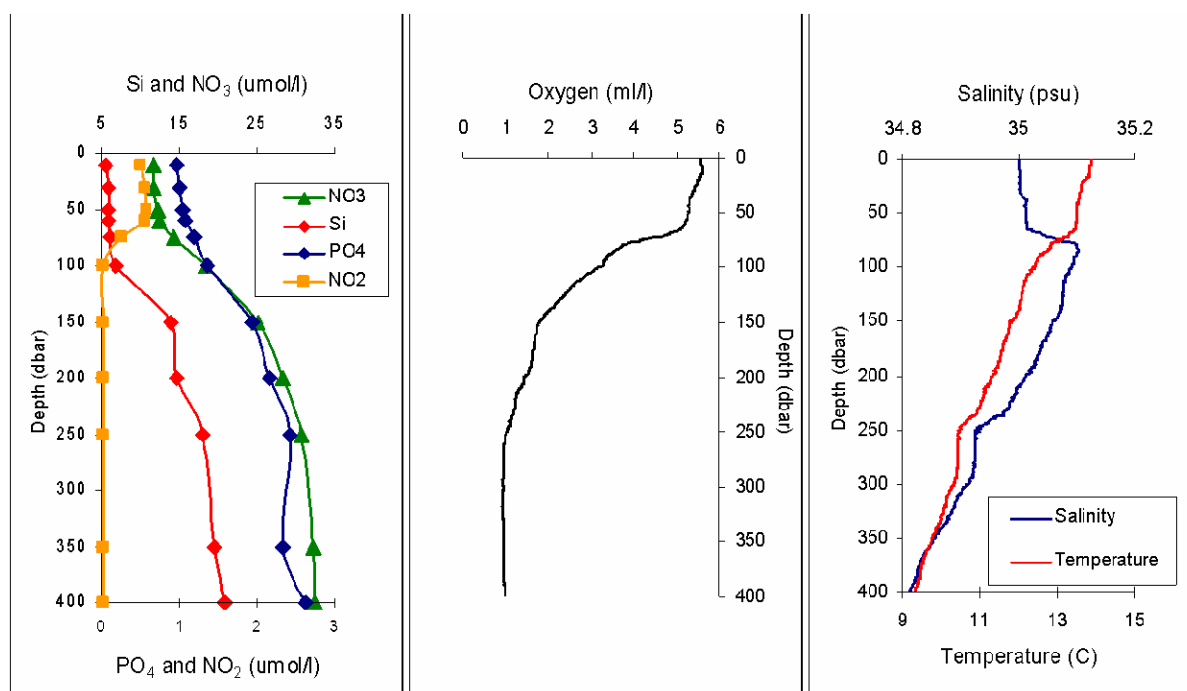 Si and NO3 (umol/l)
5 15 25 35
0
50
100
150
200
250
300
350
400
Depth (dbar)
NO3
Si
PO4
NO2
0 1 2 3
PO4 and NO2 (umol/l)
Oxygen (ml/l)
0 1 2 3 4 5 6
0
50
100
150
200
250
300
350
400
Depth (dbar)
Salinity (psu)
34.8 35 35.2
0
50
100
150
200
250
300
350
400
Depth (dbar)
Salinity
Temperature
9 11 13 15
Temperature (C)